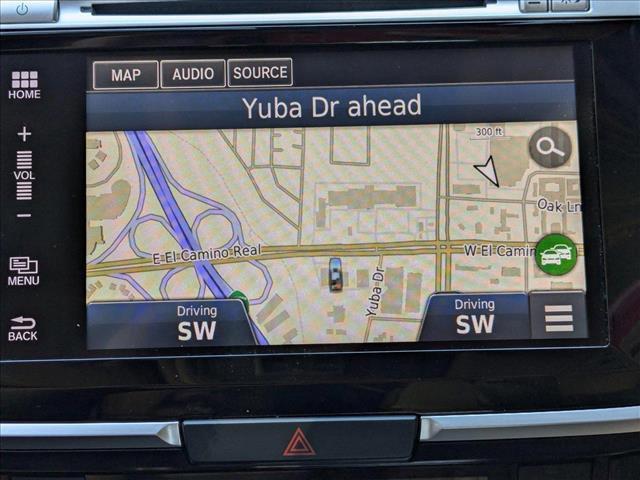 MAP AUDIO SOURCE
HOME
Yuba Dr ahead
+
VOL
−
300 ft
Oak Ln
E El Camino Real
W El Camin
Yuba Dr
MENU
BACK
Driving
SW
Driving
SW